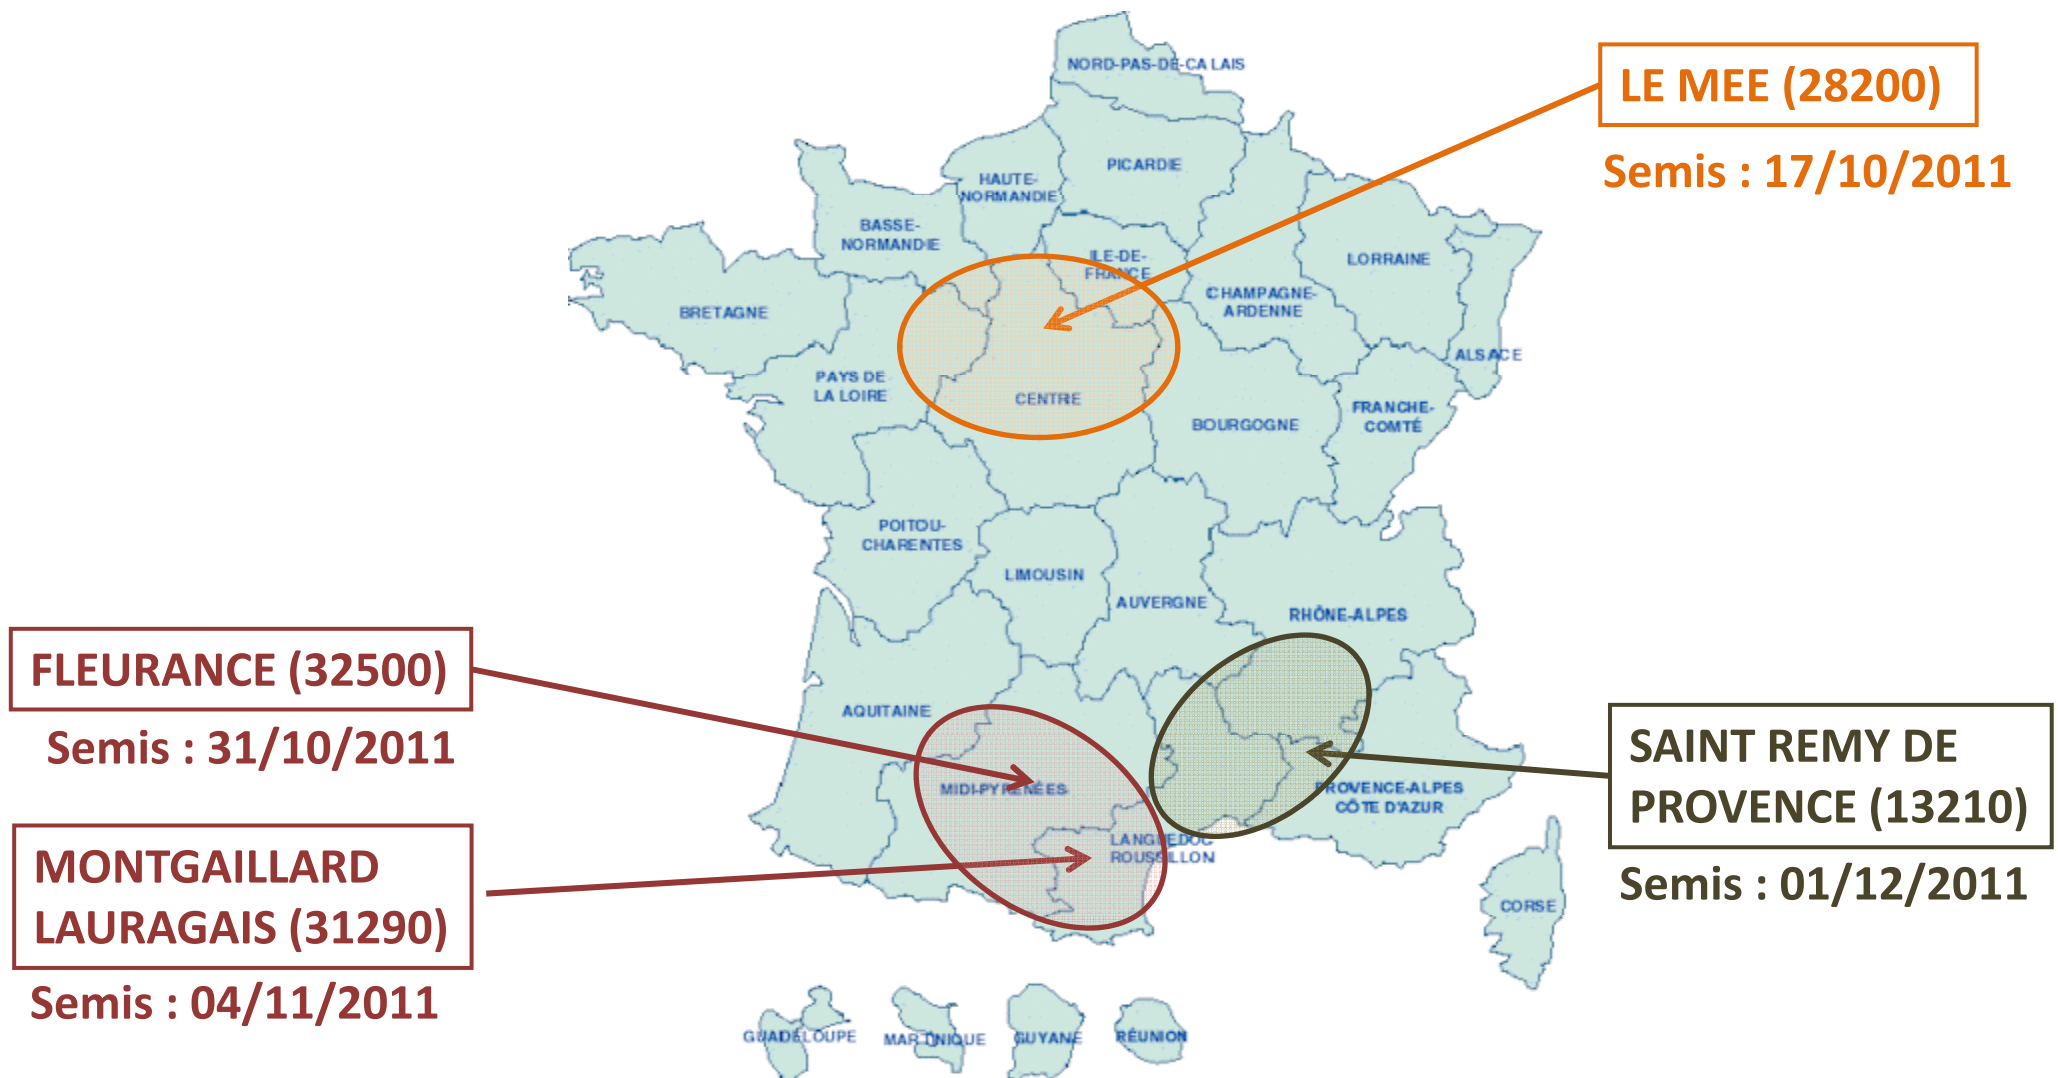 NORD-PAS-DE-CALAIS
LE MEE (28200)
Semis : 17/10/2011
PICARDIE
HAUTE-
NORMANDIE
BASSE-
NORMANDIE
ILE-DE-
FRANCE
LORRAINE
CHAMPAGNE-
ARDENNE
BRETAGNE
ALSACE
PAYS DE
LA LOIRE
CENTRE
FRANCHE-
COMTÉ
BOURGOGNE
POITOU-
CHARENTES
LIMOUSIN
AUVERGNE
RHÔNE-ALPES
FLEURANCE (32500)
Semis : 31/10/2011
AQUITAINE
MIDI-PYRENÉES
SAINT REMY DE
PROVENCE (13210)
Semis : 01/12/2011
PROVENCE-ALPES
CÔTE D'AZUR
LANGUEDOC
ROUSSILLON
MONTGAILLARD
LAURAGAIS (31290)
Semis : 04/11/2011
CORSE
GUADELOUPE
MARTINIQUE
GUYANE
RÉUNION